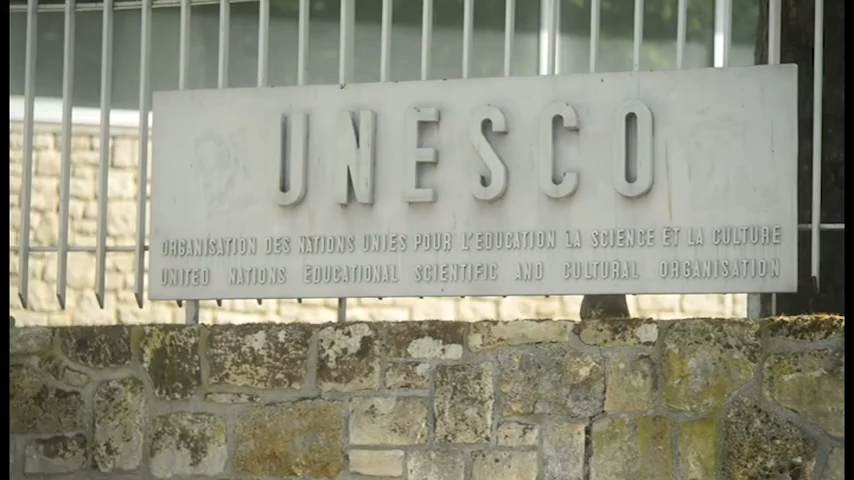 UNESCO
ORGANISATION DES NATIONS UNIES POUR L'EDUCATION LA SCIENCE ET LA CULTURE
UNITED NATIONS EDUCATIONAL SCIENTIFIC AND CULTURAL ORGANISATION